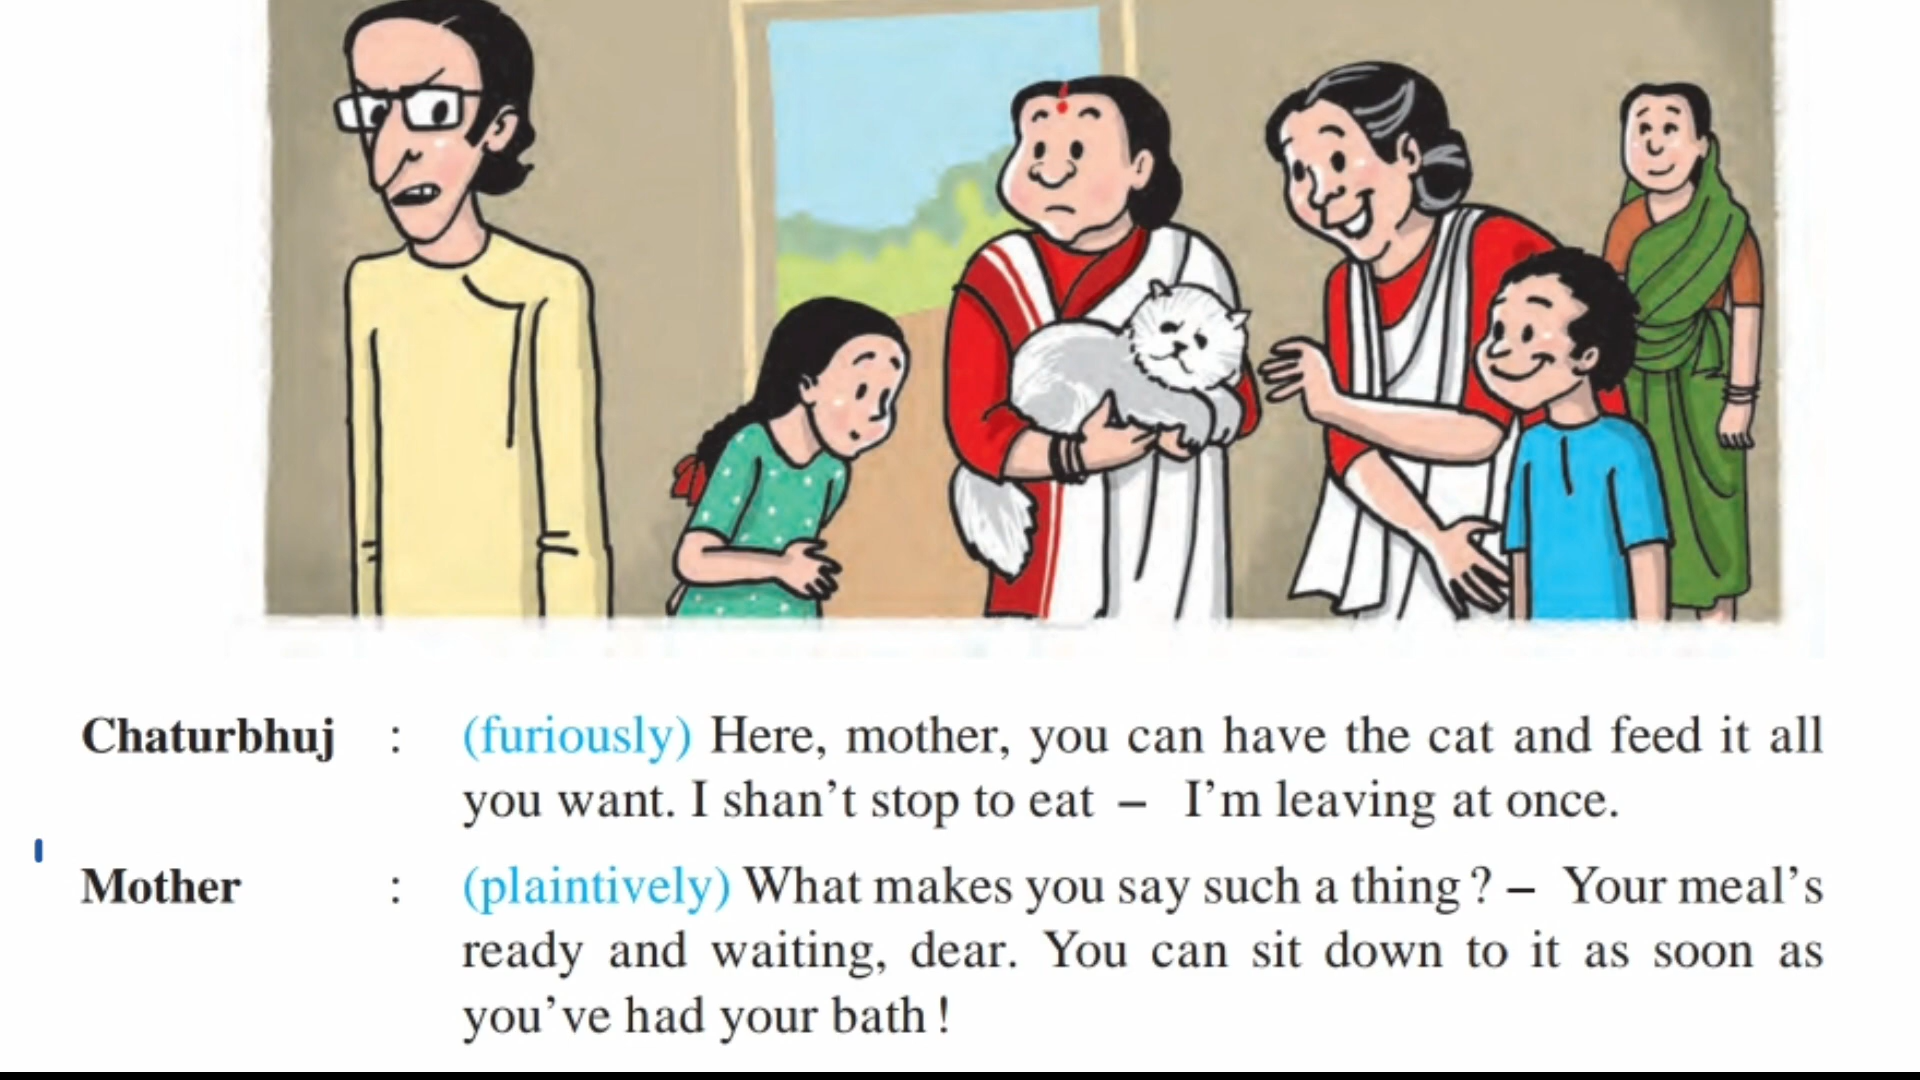 Chaturbhuj : (furiously) Here, mother, you can have the cat and feed it all
you want. I shan’t stop to eat – I’m leaving at once.
Mother : (plaintively) What makes you say such a thing ? – Your meal’s
ready and waiting, dear. You can sit down to it as soon as
you’ve had your bath !